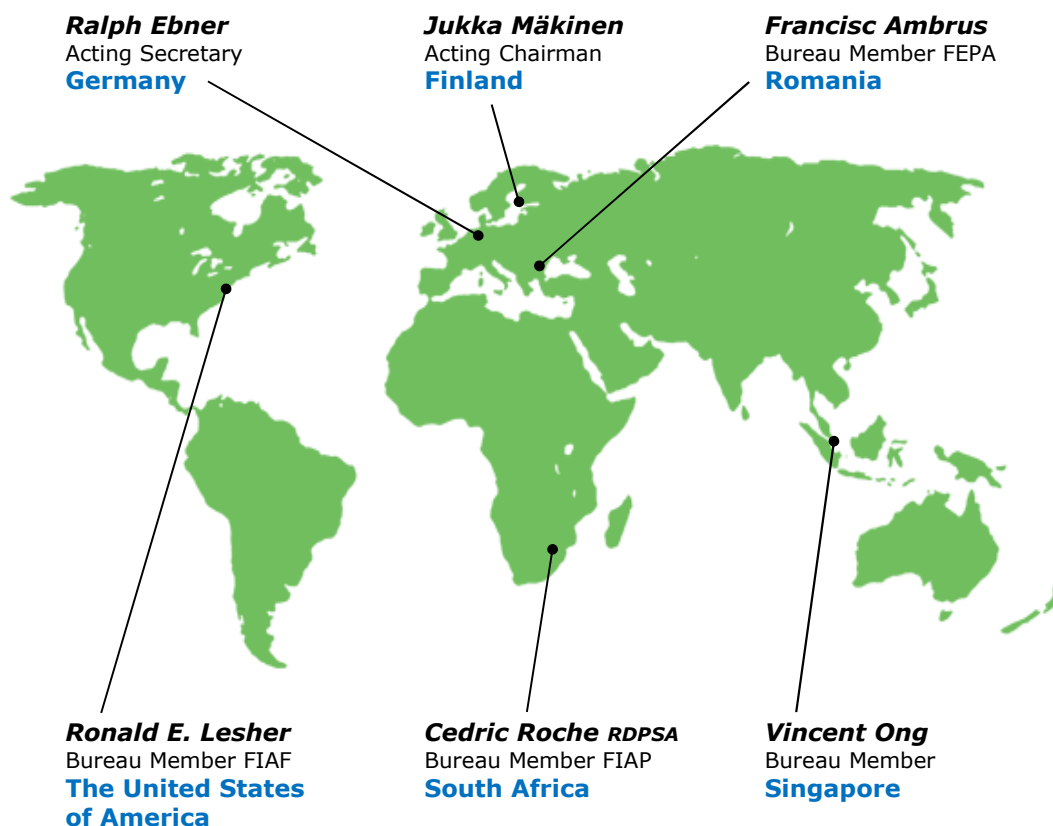 Ralph Ebner
Acting Secretary
Germany
Jukka Mäkinen
Acting Chairman
Finland
Francisc Ambrus
Bureau Member FEPA
Romania
Ronald E. Lesher
Bureau Member FIAF
The United States
of America
Cedric Roche RDPSA
Bureau Member FIAP
South Africa
Vincent Ong
Bureau Member
Singapore